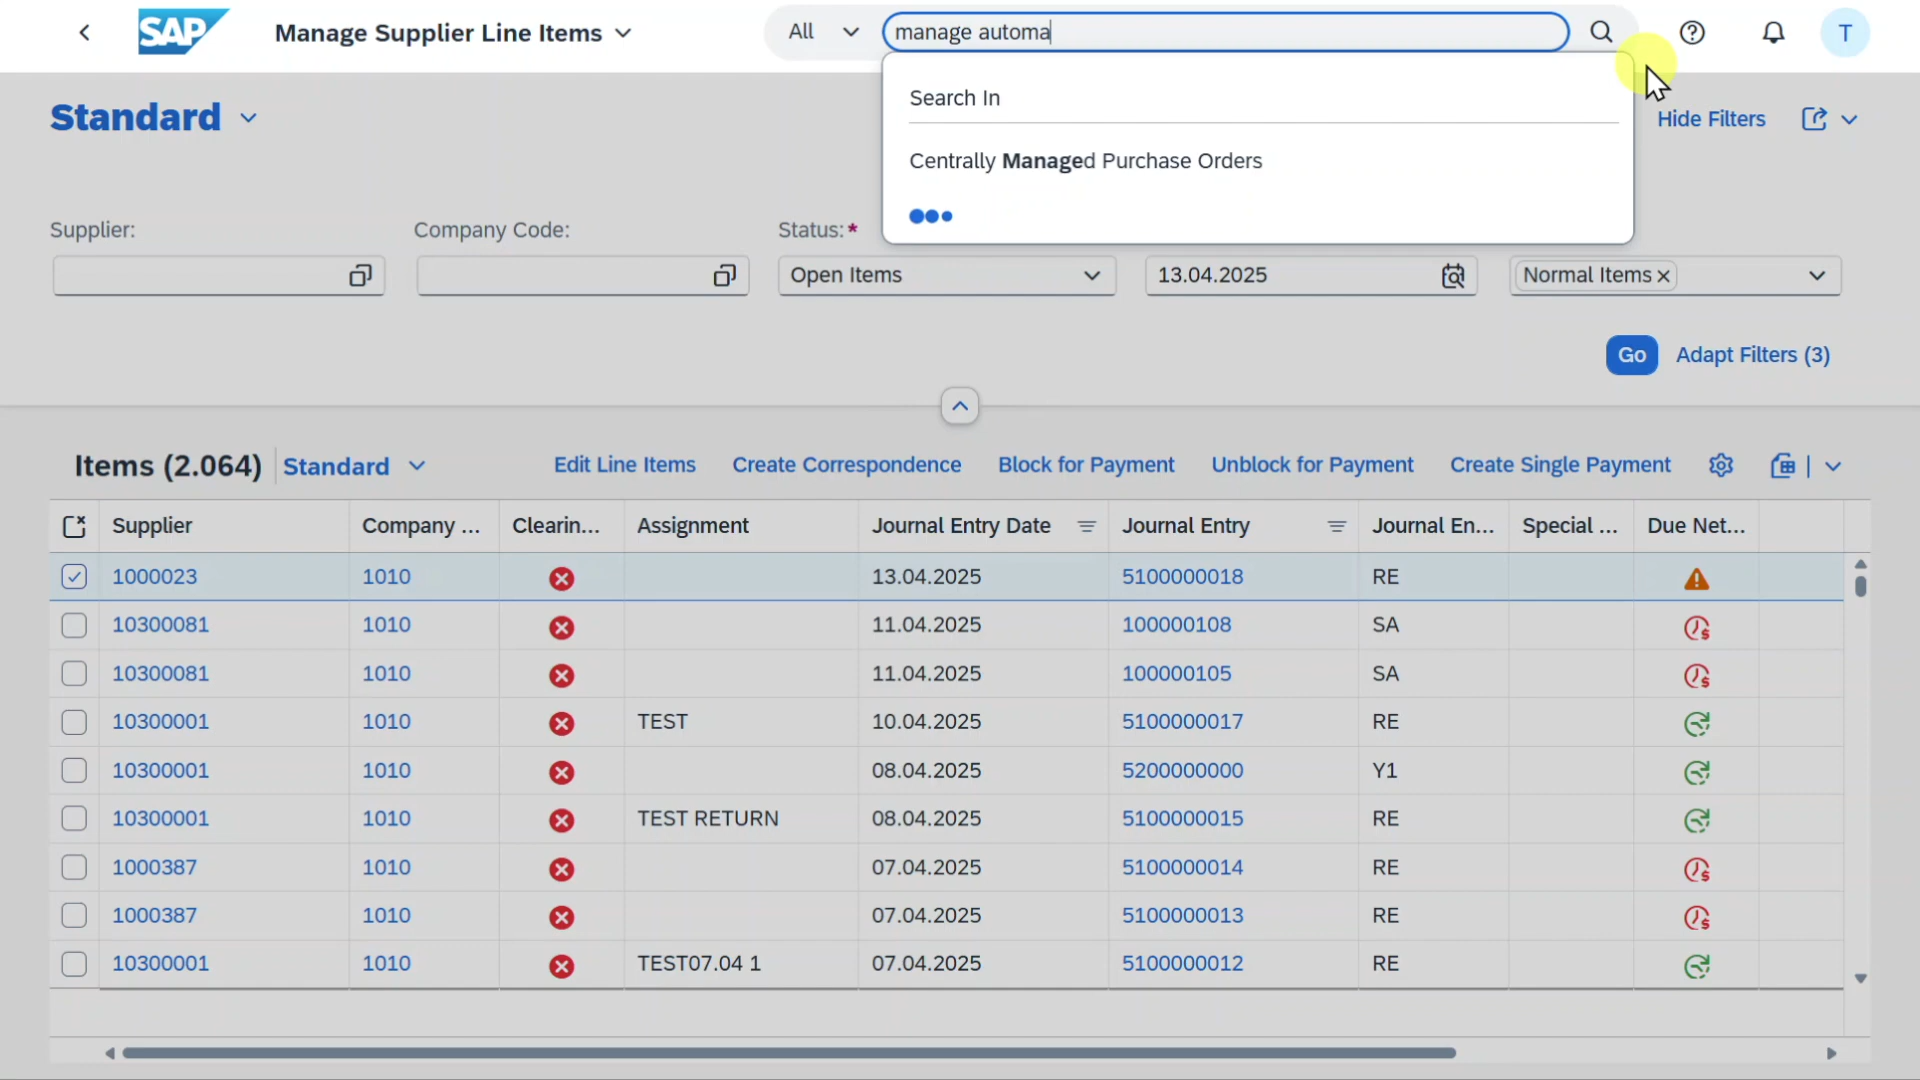 SAP Manage Supplier Line Items All manage automa T
Search In
Centrally Managed Purchase Orders
Standard Hide Filters
Supplier: Company Code: Status:*
Open Items 13.04.2025 Normal Items
Go Adapt Filters (3)
Items (2.064) Standard Edit Line Items Create Correspondence Block for Payment Unblock for Payment Create Single Payment
Supplier Company ... Clearin... Assignment Journal Entry Date Journal Entry Journal En... Special ... Due Net...
1000023 1010 13.04.2025 5100000018 RE
10300081 1010 11.04.2025 100000108 SA
10300081 1010 11.04.2025 100000105 SA
10300001 1010 TEST 10.04.2025 5100000017 RE
10300001 1010 08.04.2025 5200000000 Y1
10300001 1010 TEST RETURN 08.04.2025 5100000015 RE
1000387 1010 07.04.2025 5100000014 RE
1000387 1010 07.04.2025 5100000013 RE
10300001 1010 TEST07.04 1 07.04.2025 5100000012 RE